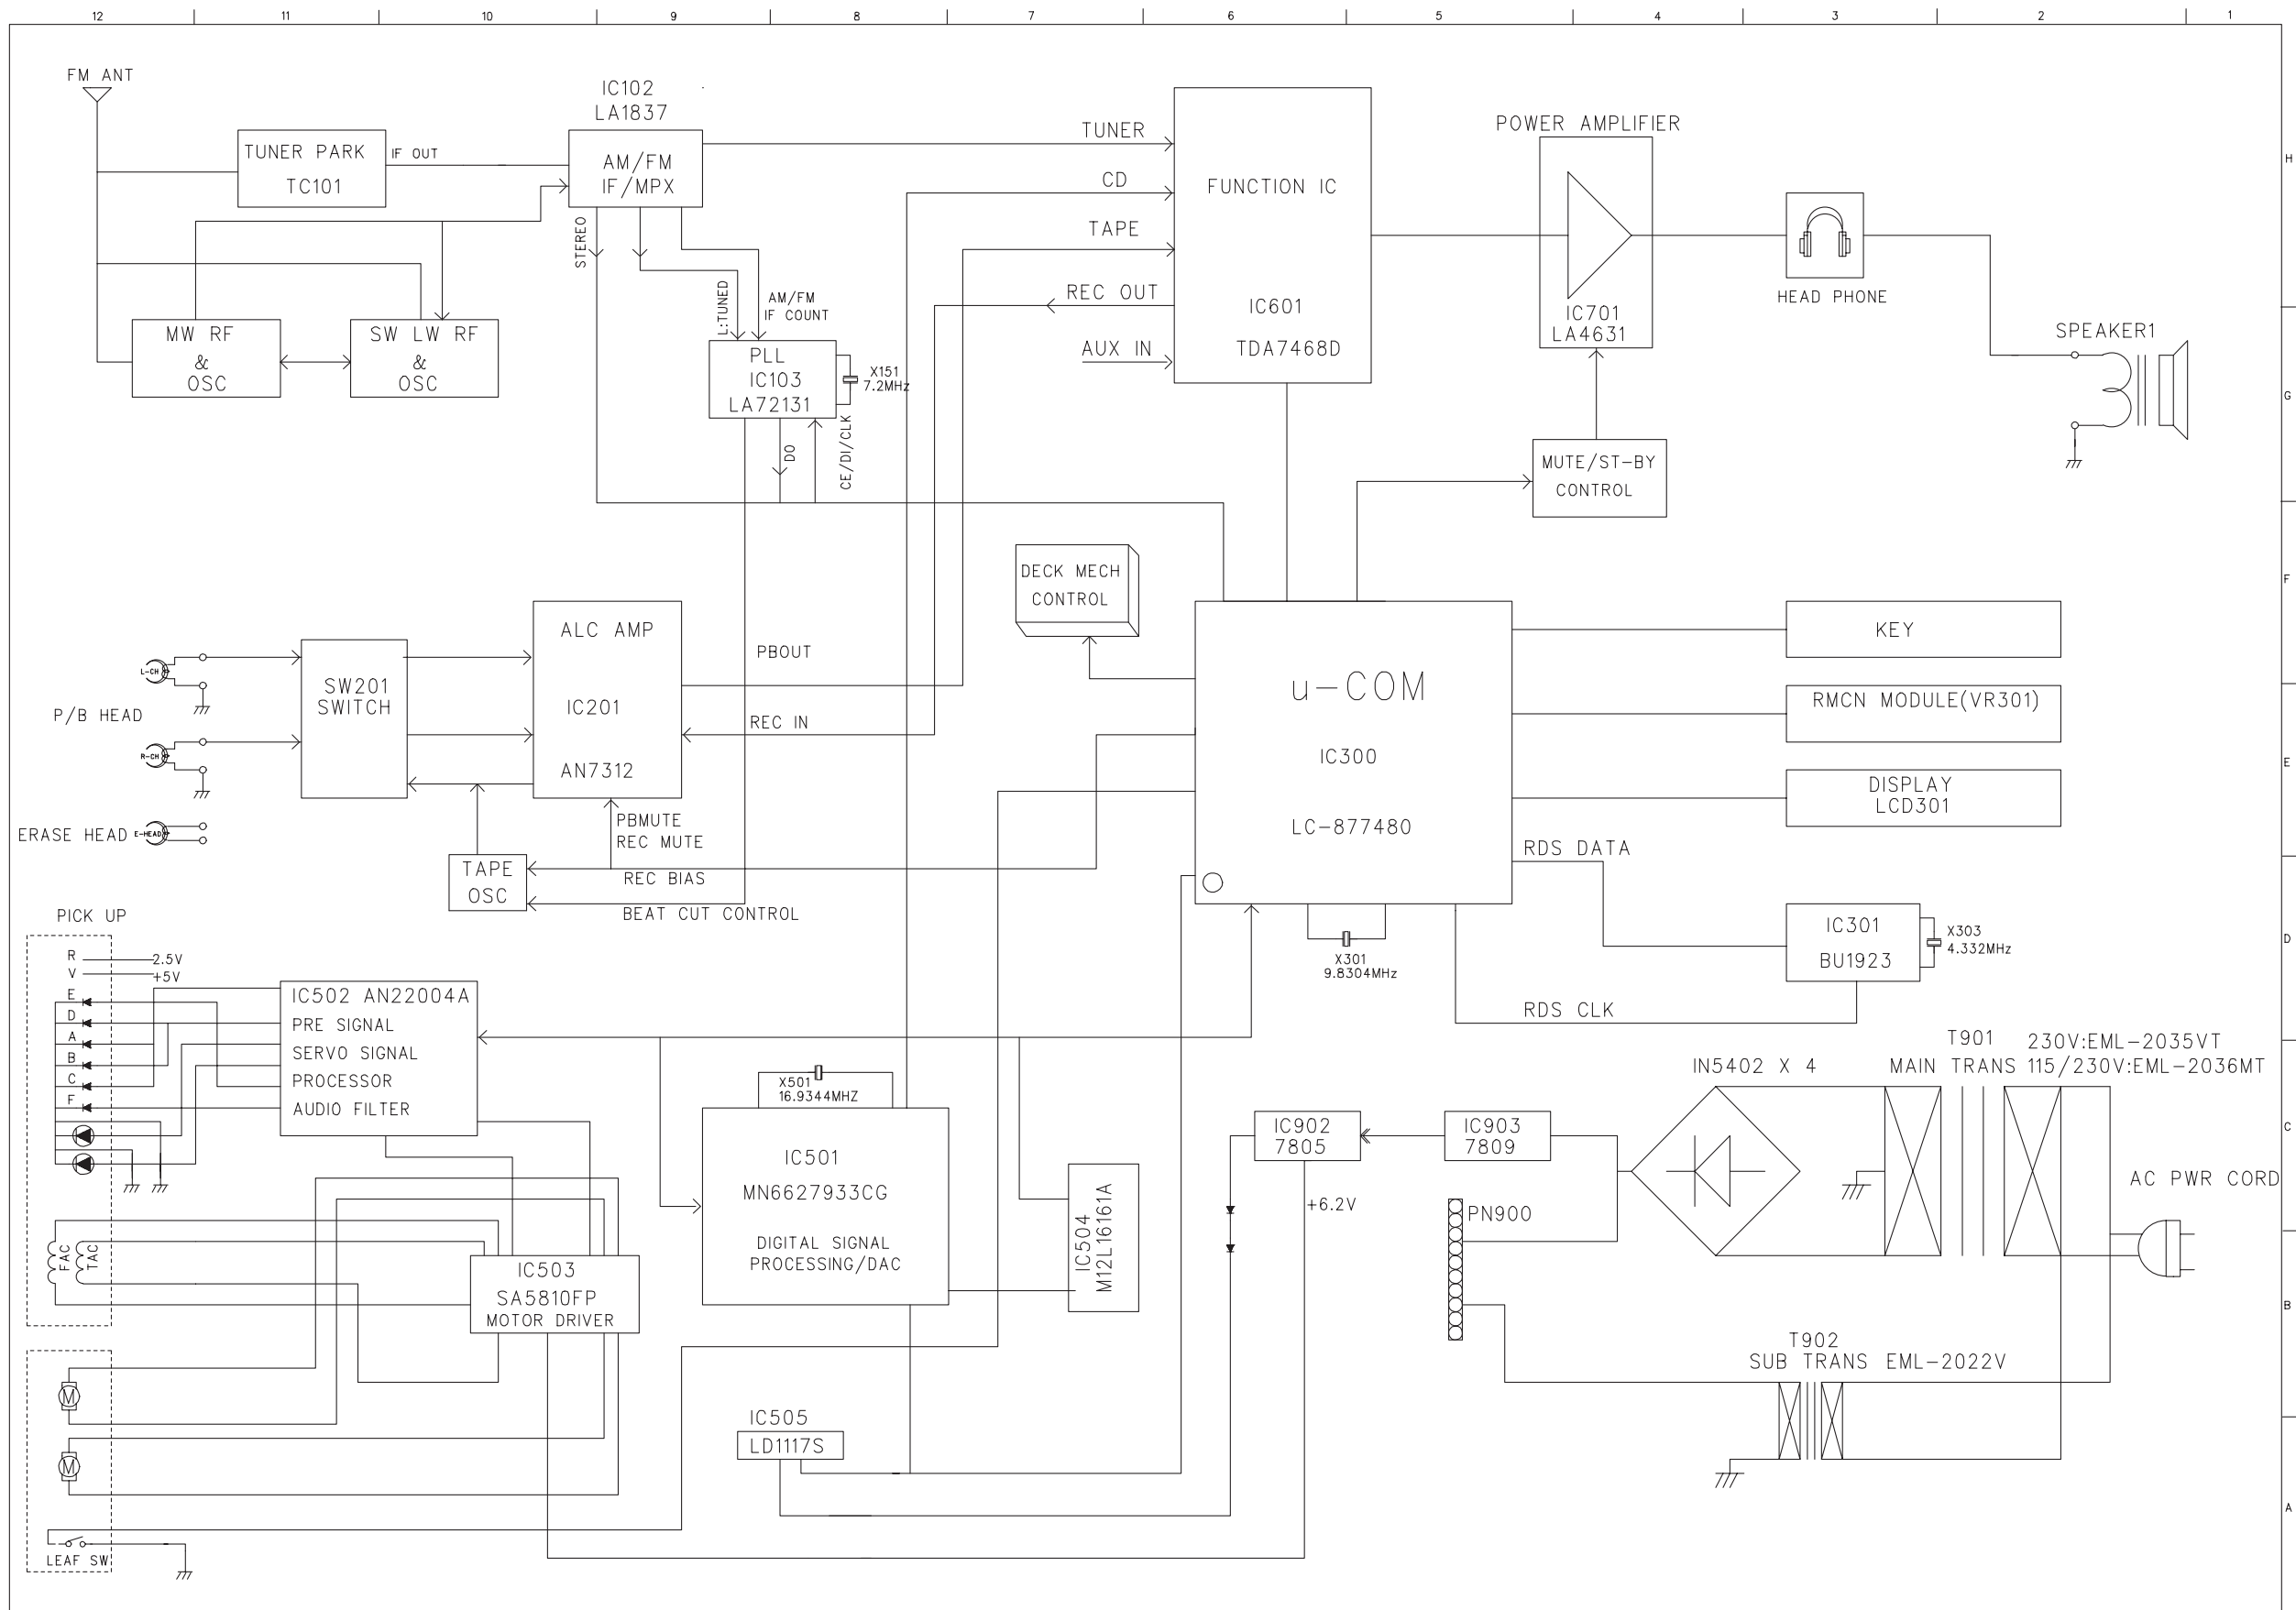 12 11 10 9 8 7 6 5 4 3 2 1
FM ANT
TUNER PARK
TC101
IF OUT
IC102
LA1837
AM/FM
IF/MPX
TUNER
CD
TAPE
REC OUT
AUX IN
FUNCTION IC
IC601
TDA7468D
POWER AMPLIFIER
IC701
LA4631
HEAD PHONE
SPEAKER1
H
G
F
E
D
C
B
A
MW RF
&
OSC
SW LW RF
&
OSC
STEREO
L:TUNED
AM/FM
IF COUNT
PLL
IC103
LA72131
X151
7.2MHz
DO
CE/DI/CLK
MUTE/ST-BY
CONTROL
DECK MECH
CONTROL
P/B HEAD
L-CH
R-CH
ERASE HEAD
E-HEAD
SW201
SWITCH
ALC AMP
IC201
AN7312
PBOUT
REC IN
PBMUTE
REC MUTE
TAPE
OSC
REC BIAS
BEAT CUT CONTROL
u-COM
IC300
LC-877480
X301
9.8304MHz
KEY
RMCN MODULE(VR301)
DISPLAY
LCD301
RDS DATA
RDS CLK
IC301
BU1923
X303
4.332MHz
PICK UP
R
2.5V
V
+5V
E
D
A
B
C
F
IC502 AN22004A
PRE SIGNAL
SERVO SIGNAL
PROCESSOR
AUDIO FILTER
X501
16.9344MHZ
IC501
MN6627933CG
DIGITAL SIGNAL
PROCESSING/DAC
IC504
M12L16161A
FAC
TAC
IC503
SA5810FP
MOTOR DRIVER
M
M
LEAF SW
IC505
LD1117S
IC902
7805
IC903
7809
+6.2V
PN900
IN5402 X 4
T901
MAIN TRANS
230V:EML-2035VT
115/230V:EML-2036MT
AC PWR CORD
T902
SUB TRANS EML-2022V